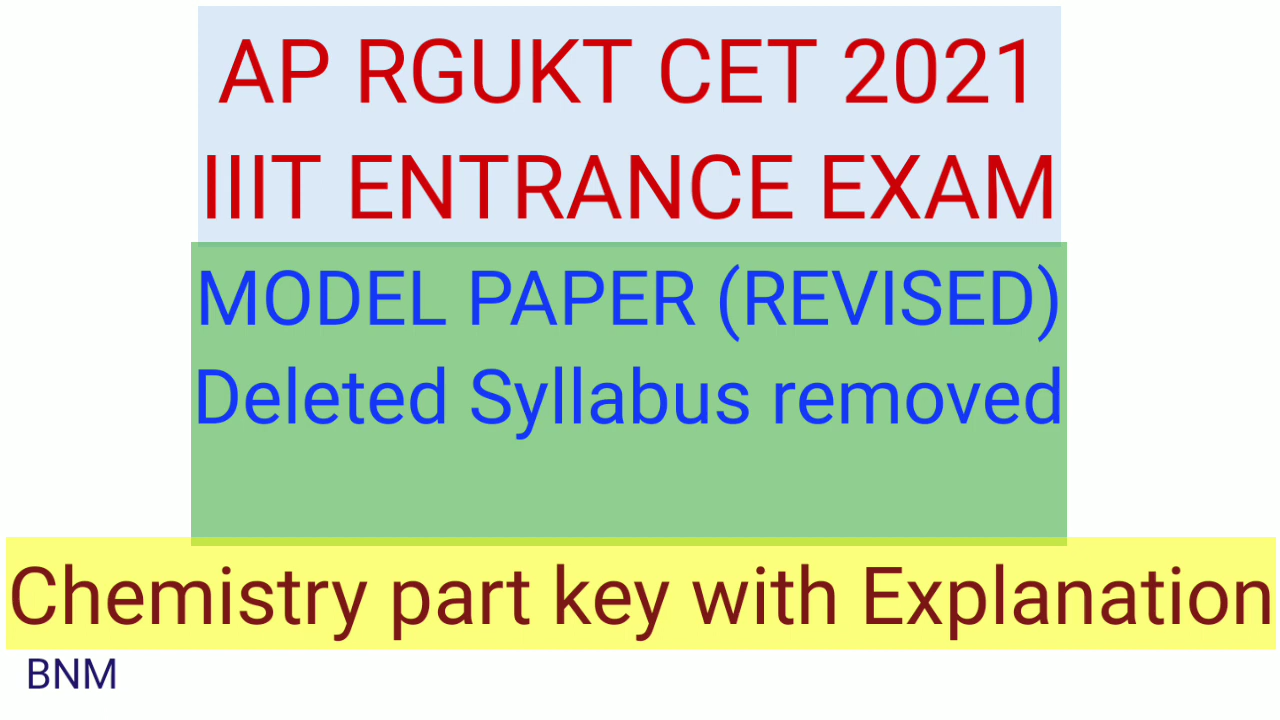 AP RGUKT CET 2021
IIIT ENTRANCE EXAM
MODEL PAPER (REVISED)
Deleted Syllabus removed
Chemistry part key with Explanation
BNM